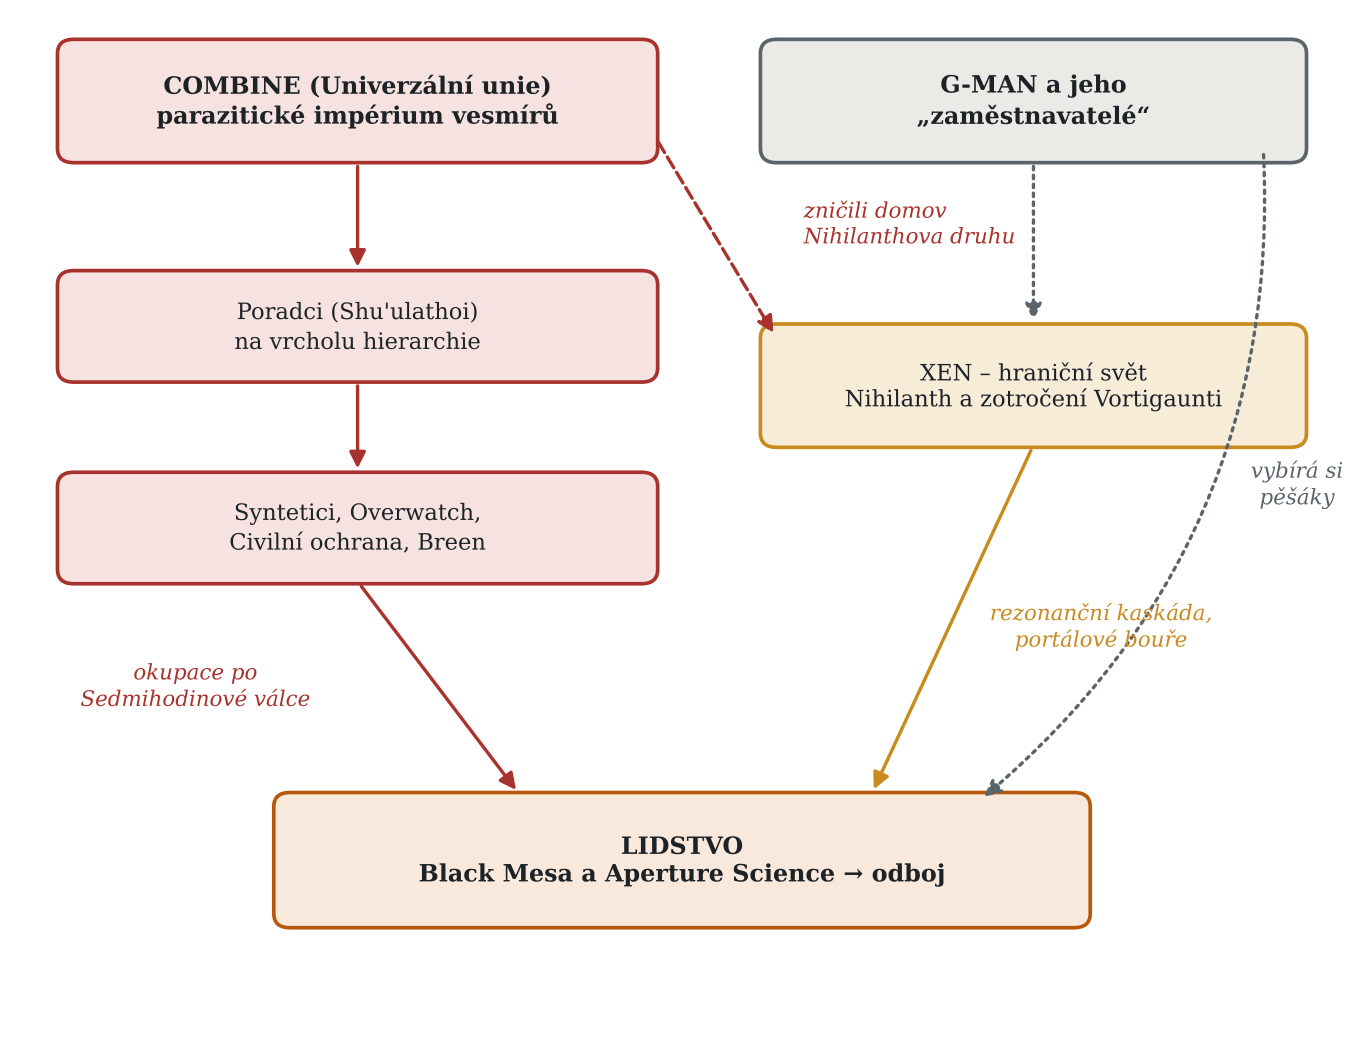 COMBINE (Univerzální unie)
parazitické impérium vesmírů
G-MAN a jeho
„zaměstnavatelé“
zničili domov
Nihilanthova druhu
Poradci (Shu'ulathoi)
na vrcholu hierarchie
XEN – hraniční svět
Nihilanth a zotročení Vortigaunti
vybírá si
pěšáky
Syntetici, Overwatch,
Civilní ochrana, Breen
rezonanční kaskáda,
portálové bouře
okupace po
Sedmihodinové válce
LIDSTVO
Black Mesa a Aperture Science → odboj